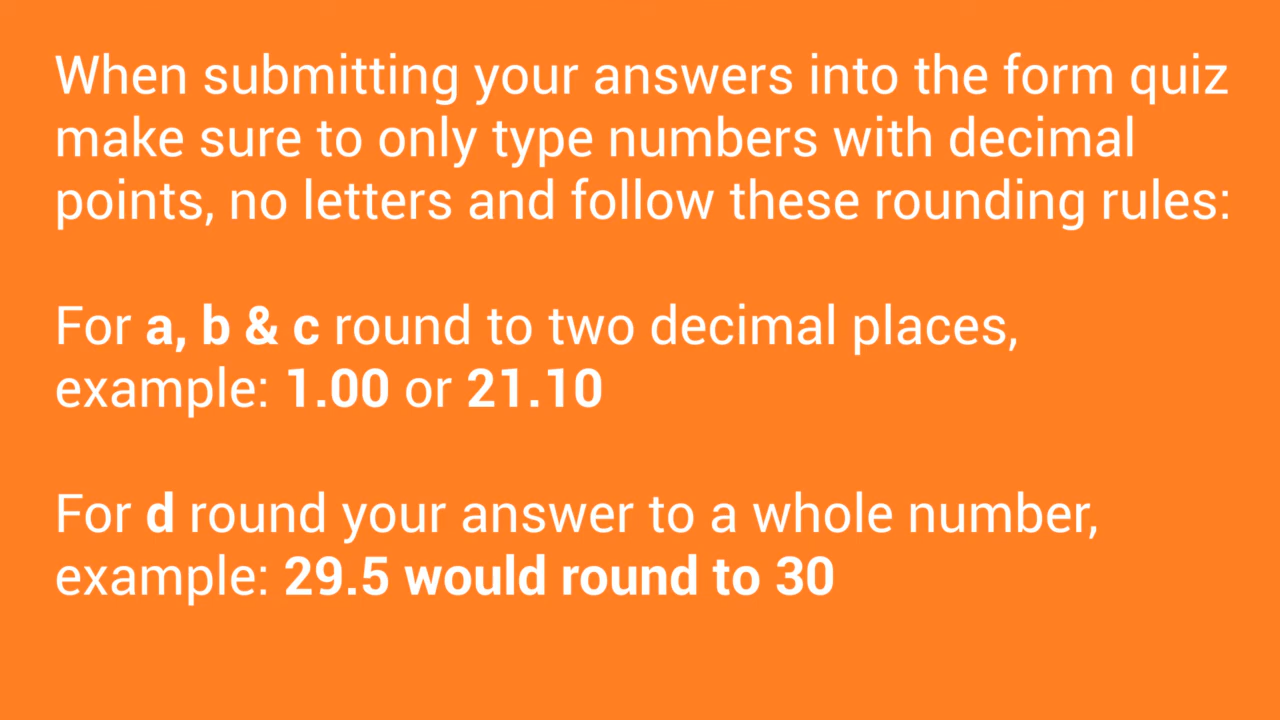 When submitting your answers into the form quiz
make sure to only type numbers with decimal
points, no letters and follow these rounding rules:
For a, b & c round to two decimal places,
example: 1.00 or 21.10
For d round your answer to a whole number,
example: 29.5 would round to 30